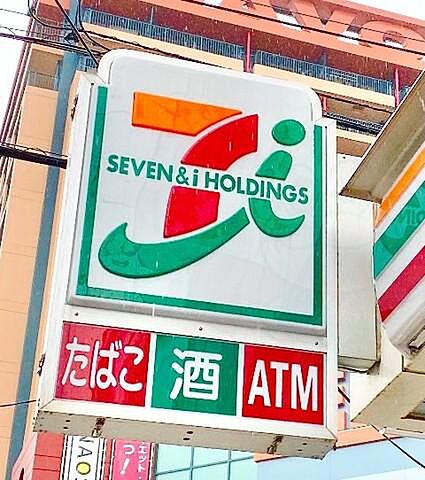 SEVEN & i HOLDINGS
たばこ
酒
ATM